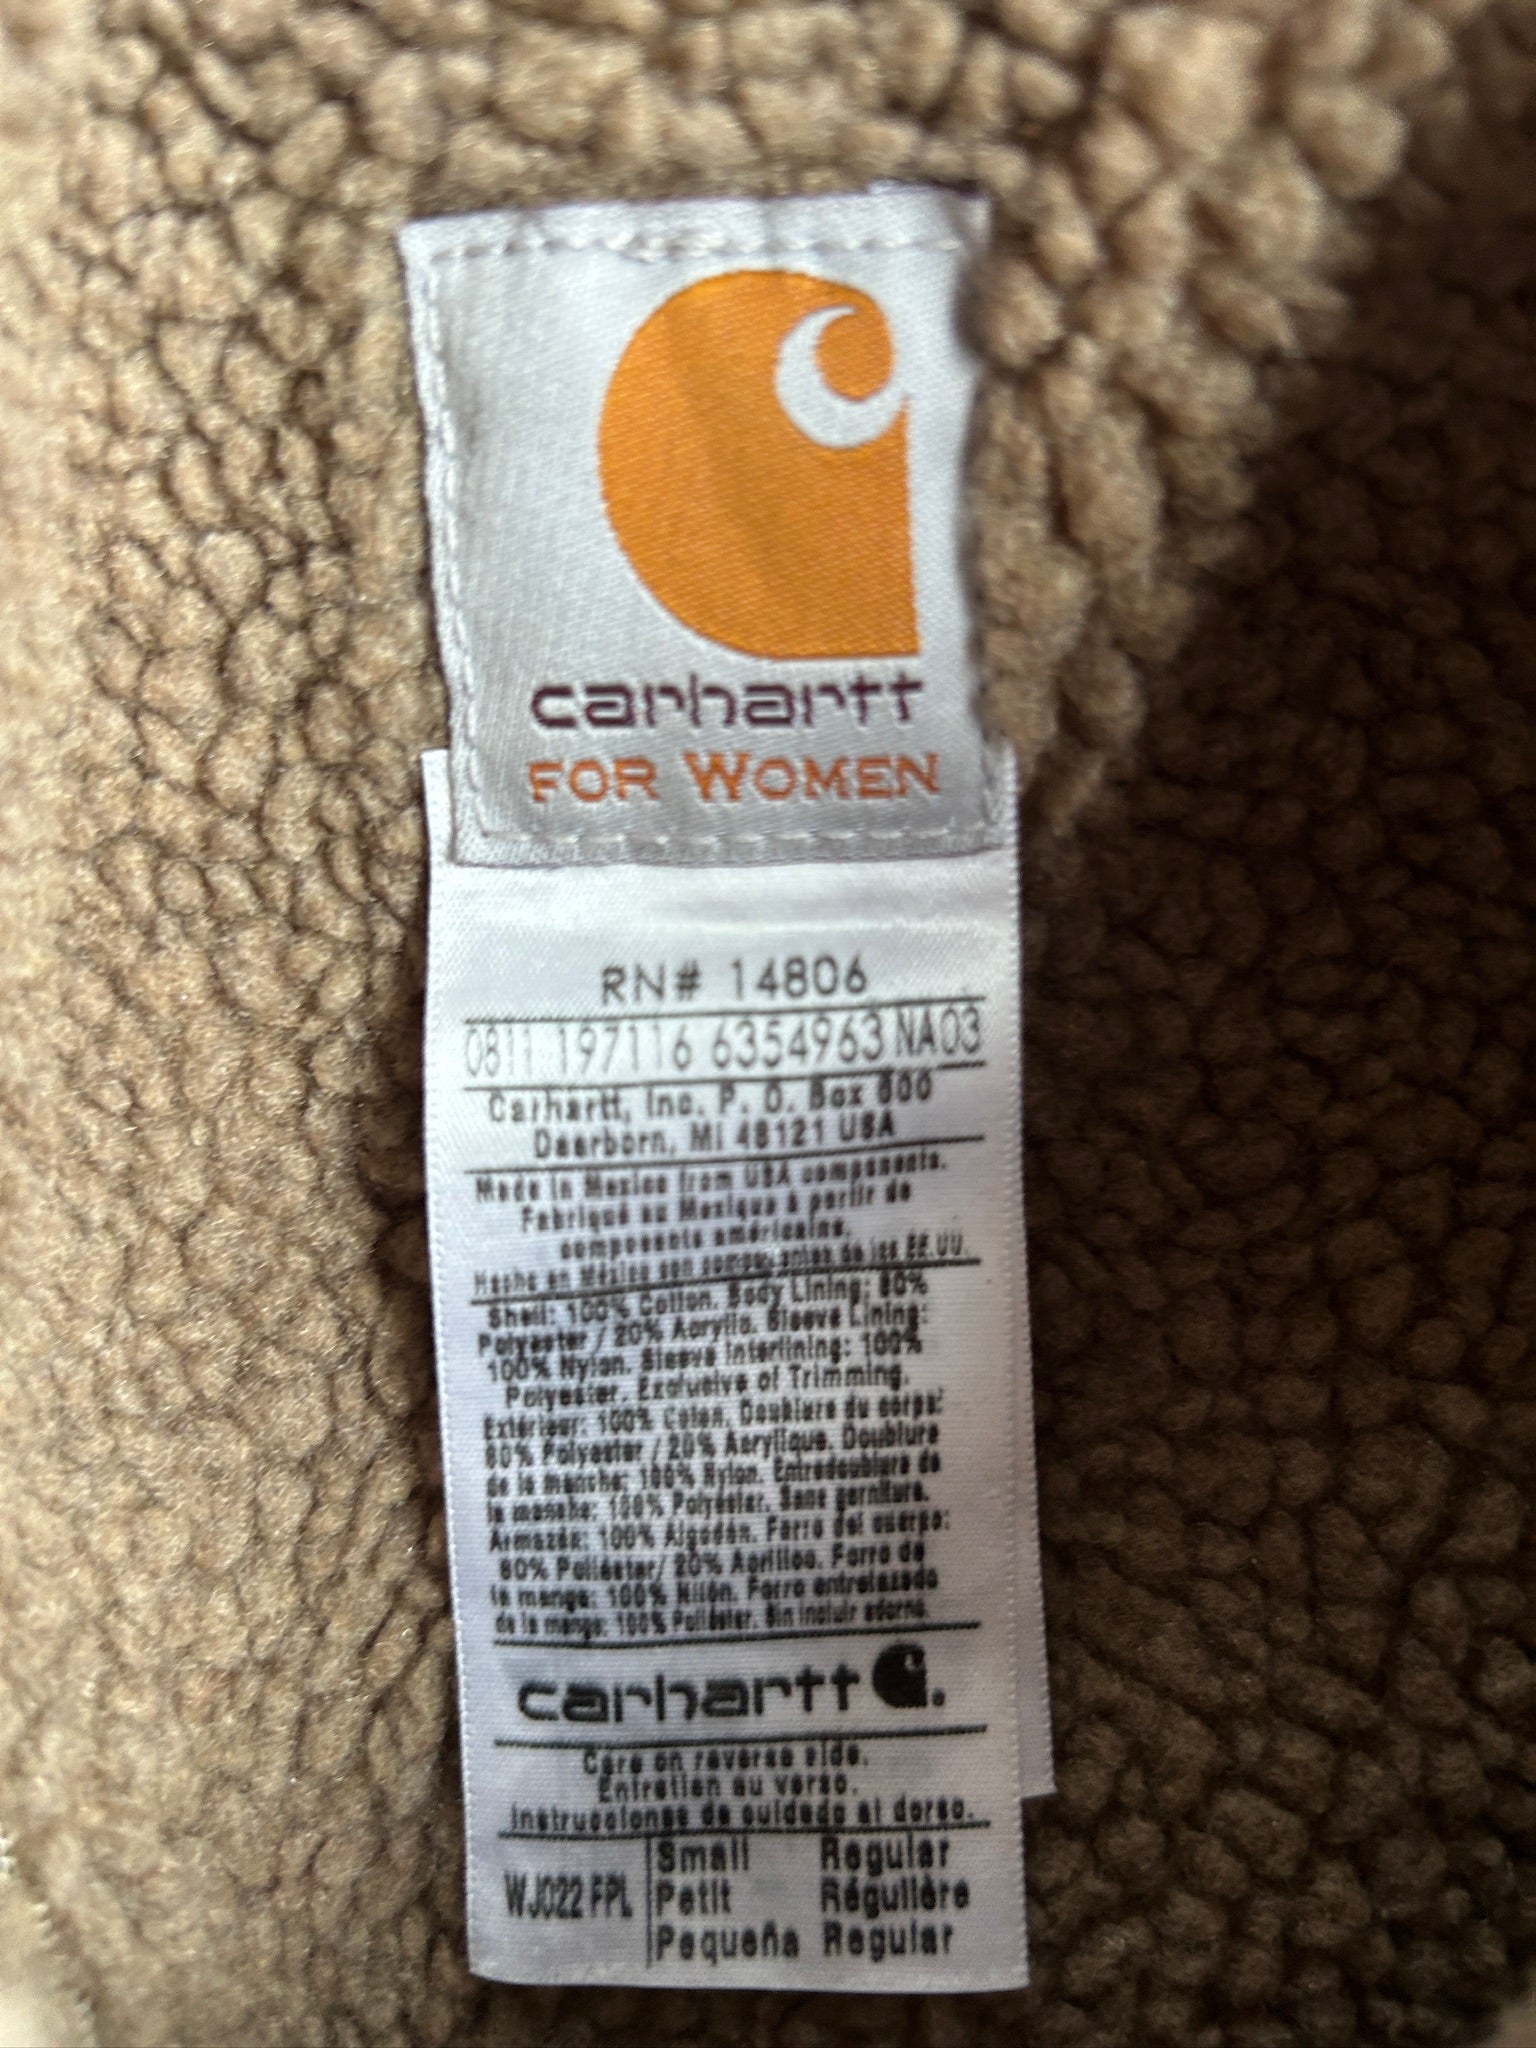 carhartt
FOR WOMEN
RN# 14806
0811 197116 6354963 NA03
Carhartt, Inc. P. O. Box 600
Dearborn, MI 48121 USA
Made in Mexico from USA components.
Fabriqué au Mexique à partir de
composents américains.
Hecho en México con componentes de los EE.UU.
Shell: 100% Cotton. Body Lining: 80%
Polyester / 20% Acrylic. Sleeve Lining:
100% Nylon. Sleeve Interlining: 100%
Polyester. Exclusive of Trimming.
Extérieur: 100% Coton. Doublure du corps:
80% Polyester / 20% Acrylique. Doublure
de la manche: 100% Nylon. Entredoublure de
la manche: 100% Polyéster. Sans garniture.
Armazón: 100% Algodón. Forro del cuerpo:
80% Poliéster/ 20% Acrílico. Forro de
la manga: 100% Nilón. Forro entrelazado
de la manga: 100% Poliéster. Sin incluir adorno.
carhartt
Care on reverse side.
Entretien au verso.
Instrucciones de cuidado al dorso.
WJ022 FPL
Small Regular
Petit Régulière
Pequeña Regular